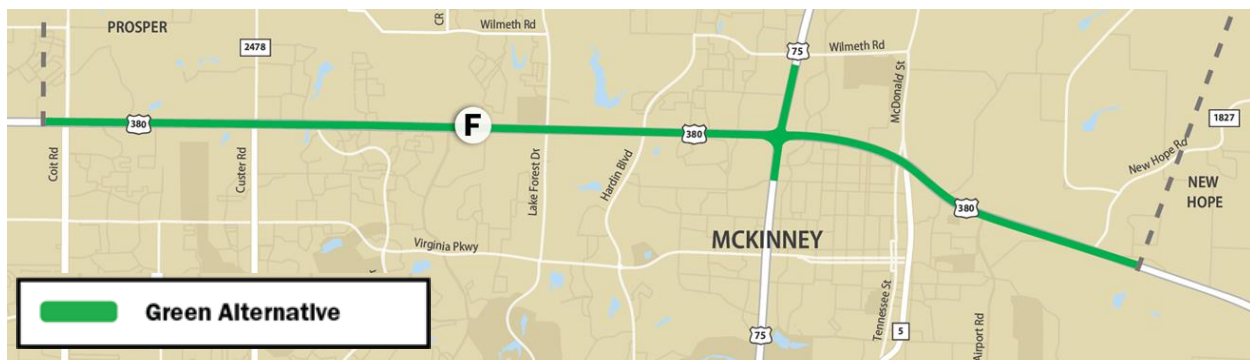 PROSPER
CR
Wilmeth Rd
2478
75
Wilmeth Rd
McDonald St
380
F
380
1827
Coit Rd
Custer Rd
Lake Forest Dr
Hardin Blvd
New Hope Rd
NEW
HOPE
380
Virginia Pkwy
MCKINNEY
Tennessee St
Airport Rd
75
5
Green Alternative